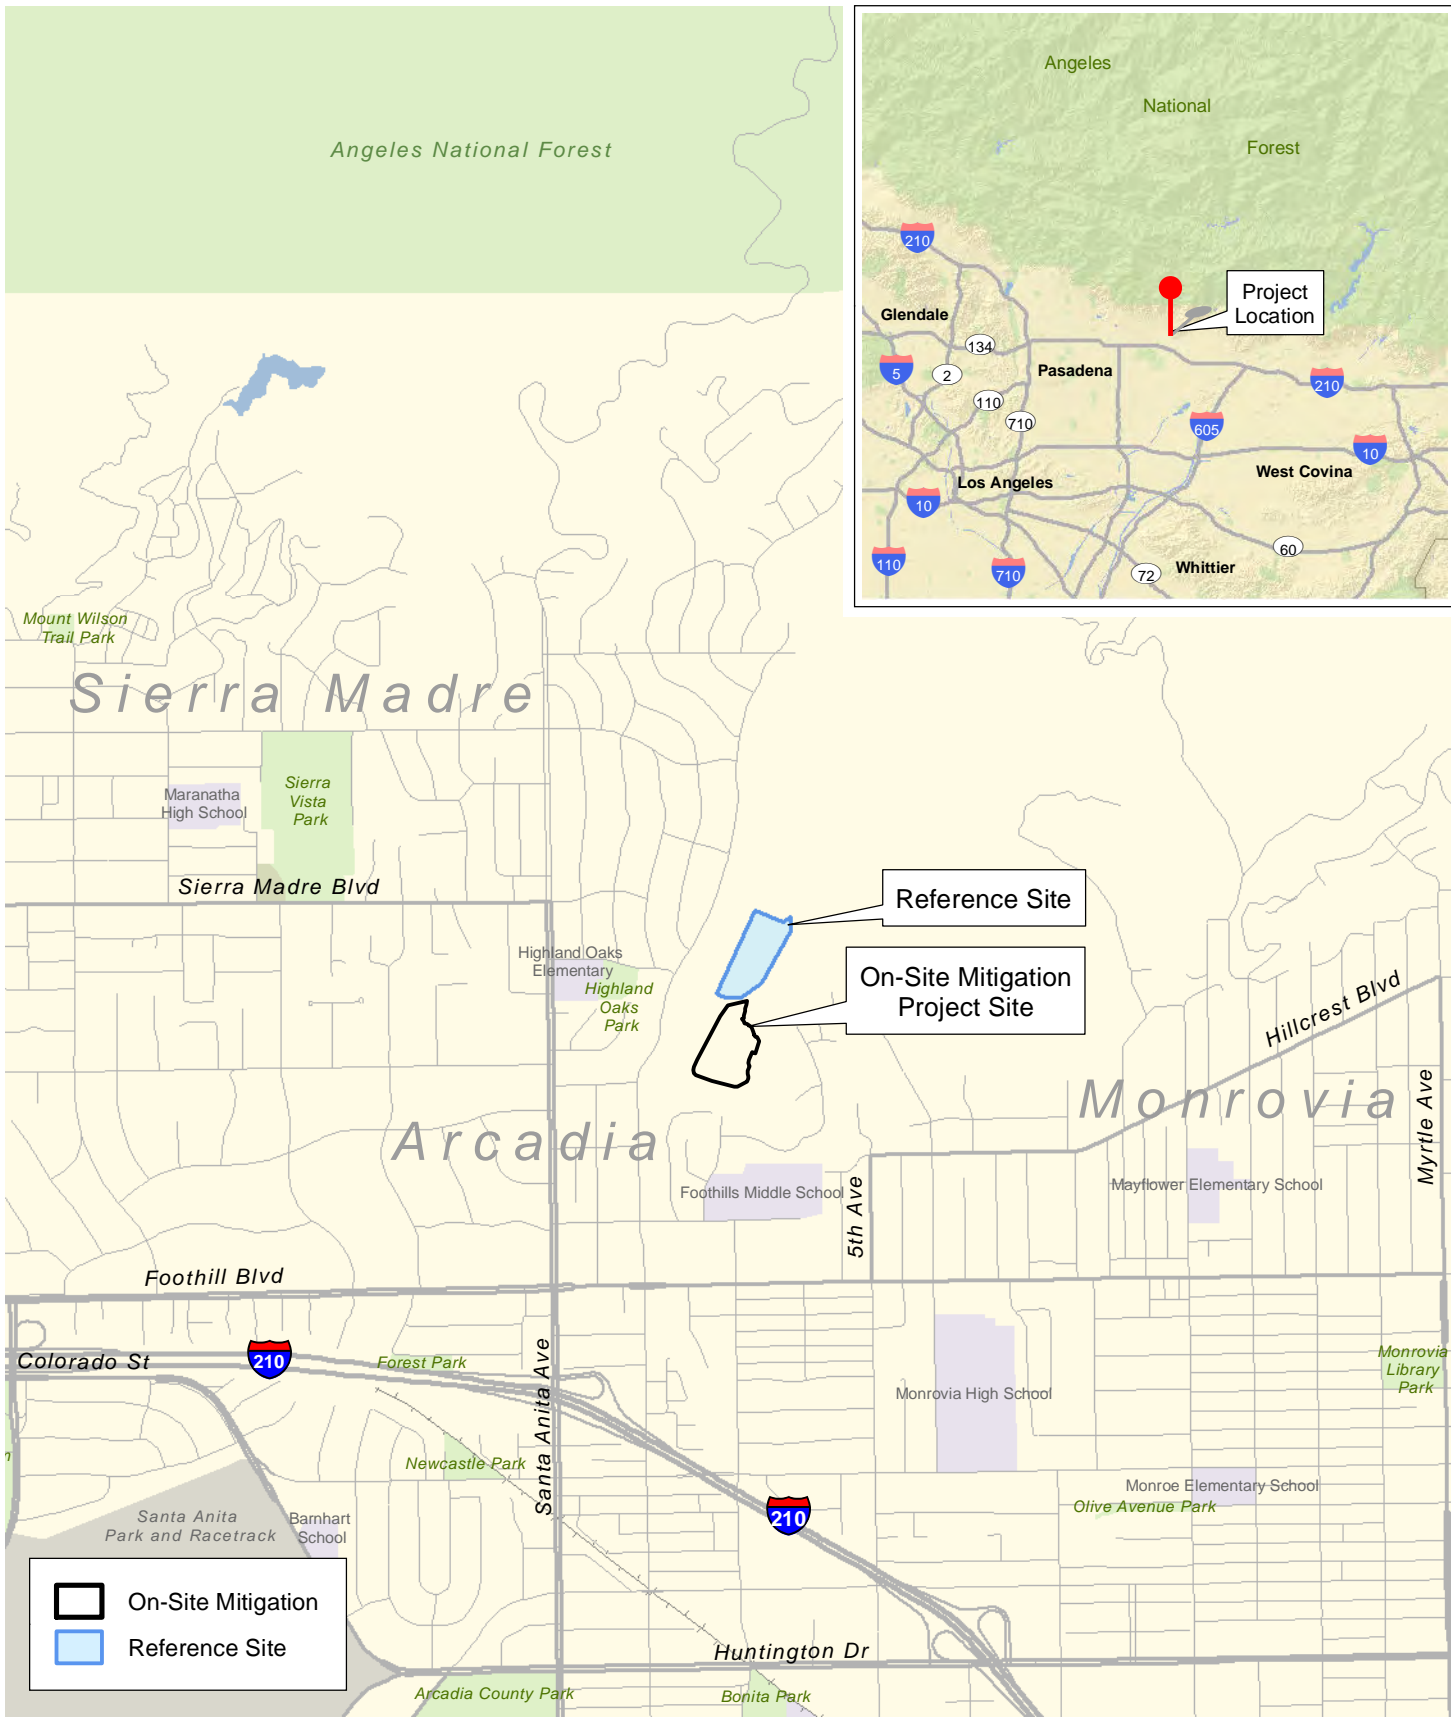 Angeles National Forest
Angeles
National
Forest
210
Glendale
134
5
2
Pasadena
110
710
Project
Location
210
605
10
West Covina
Los Angeles
10
110
710
72
60
Whittier
Mount Wilson
Trail Park
Sierra Madre
Maranatha
High School
Sierra
Vista
Park
Sierra Madre Blvd
Reference Site
Highland Oaks
Elementary
Highland
Oaks
Park
On-Site Mitigation
Project Site
Hillcrest Blvd
Monrovia
Myrtle Ave
Arcadia
Foothills Middle School
5th Ave
Mayflower Elementary School
Foothill Blvd
Colorado St
210
Forest Park
Santa Anita Ave
Monrovia High School
Monrovia
Library
Park
Newcastle Park
Monroe Elementary School
Olive Avenue Park
210
Santa Anita
Park and Racetrack
Barnhart
School
On-Site Mitigation
Reference Site
Huntington Dr
Arcadia County Park
Bonita Park